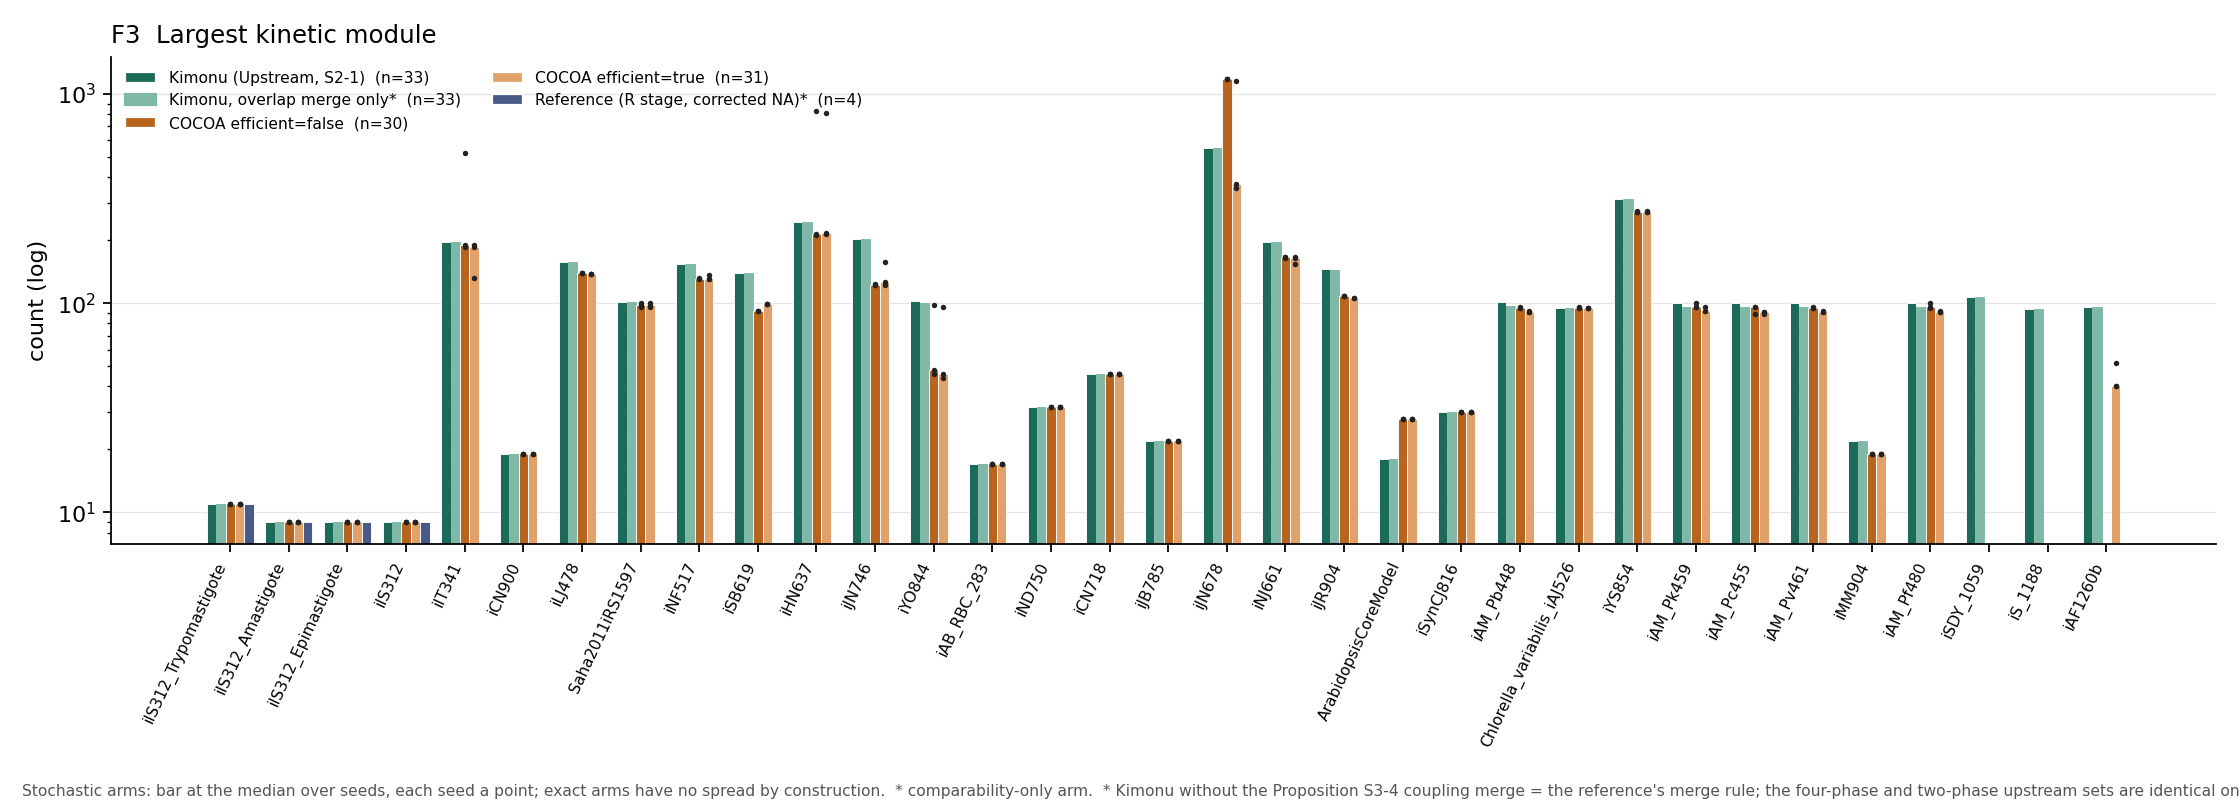 F3  Largest kinetic module
Kimonu (Upstream, S2-1)  (n=33)
Kimonu, overlap merge only*  (n=33)
COCOA efficient=false  (n=30)
COCOA efficient=true  (n=31)
Reference (R stage, corrected NA)*  (n=4)
count (log)
10³
10²
10¹
iIS312_Trypomastigote
iIS312_Amastigote
iIS312_Epimastigote
iIS312
iIT341
iCN900
iLJ478
Saha2011iRS1597
iNF517
iSB619
iHN637
iJN746
iYO844
iAB_RBC_283
iND750
iCN718
iJB785
iJN678
iNJ661
iJR904
ArabidopsisCoreModel
iSynCJ816
iAM_Pb448
Chlorella_variabilis_iAJ526
iYS854
iAM_Pk459
iAM_Pc455
iAM_Pv461
iMM904
iAM_Pf480
iSDY_1059
iS_1188
iAF1260b
Stochastic arms: bar at the median over seeds, each seed a point; exact arms have no spread by construction.  * comparability-only arm.  * Kimonu without the Proposition S3-4 coupling merge = the reference's merge rule; the four-phase and two-phase upstream sets are identical on